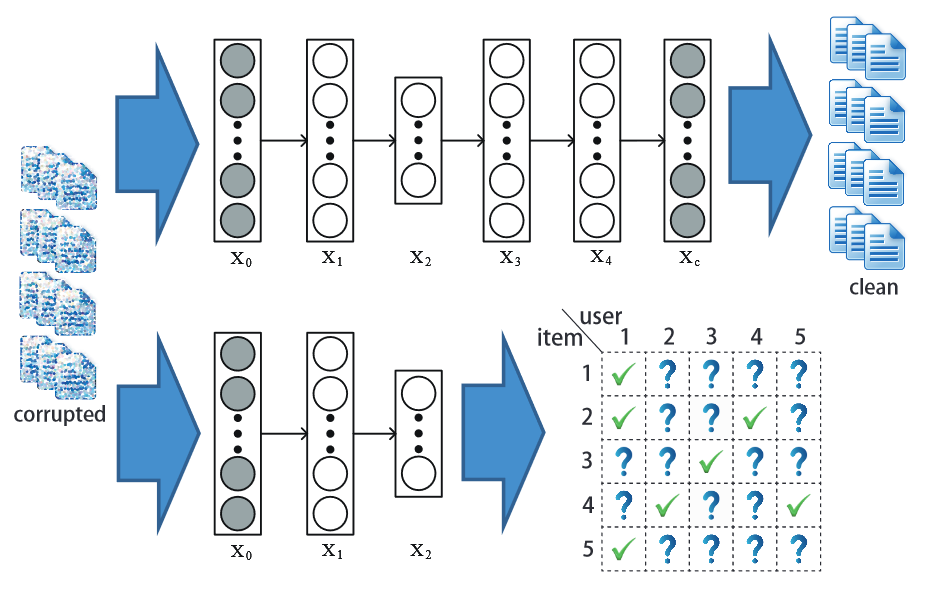 X0 X1 X2 X3 X4 Xc
clean
corrupted
user
item
1 2 3 4 5
1 ✓ ? ? ? ?
2 ✓ ? ? ✓ ?
3 ? ? ✓ ? ?
4 ? ✓ ? ? ✓
5 ✓ ? ? ? ?
X0 X1 X2